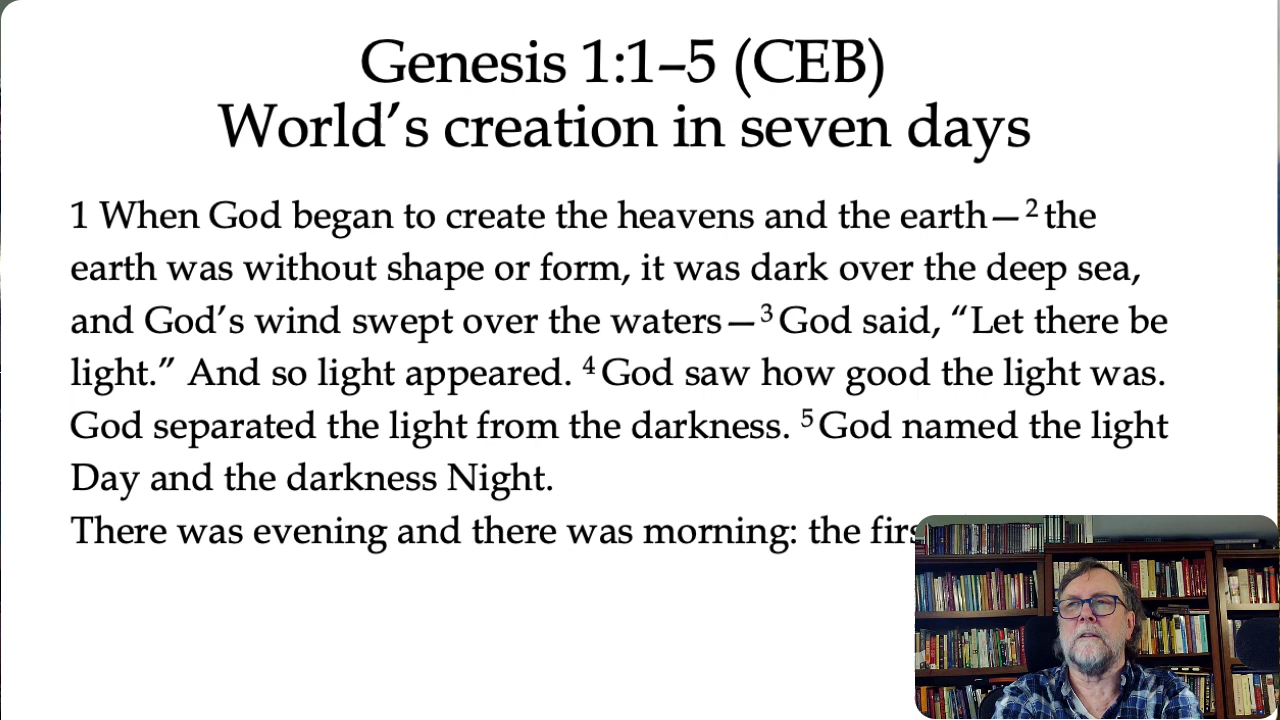 Genesis 1:1–5 (CEB)
World’s creation in seven days
1 When God began to create the heavens and the earth—² the
earth was without shape or form, it was dark over the deep sea,
and God’s wind swept over the waters—³ God said, “Let there be
light.” And so light appeared. ⁴ God saw how good the light was.
God separated the light from the darkness. ⁵ God named the light
Day and the darkness Night.
There was evening and there was morning: the